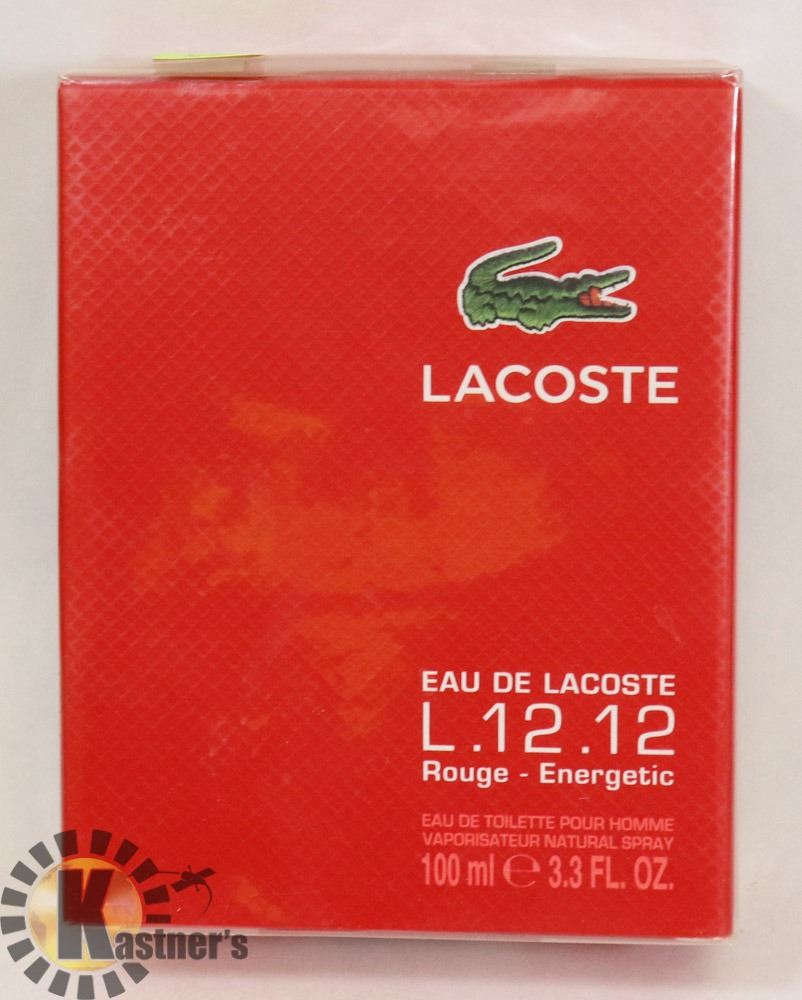 LACOSTE
EAU DE LACOSTE
L.12.12
Rouge - Energetic
EAU DE TOILETTE POUR HOMME
VAPORISATEUR NATURAL SPRAY
100 ml ℮ 3.3 FL. OZ.
Kastner's